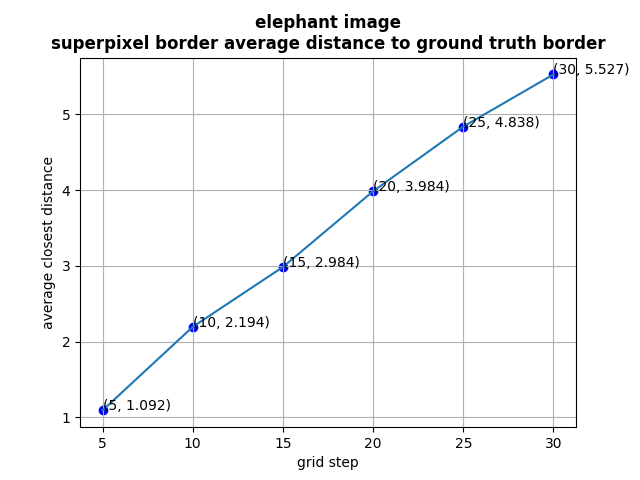 elephant image
superpixel border average distance to ground truth border
average closest distance
5
4
3
2
1
(30, 5.527)
(25, 4.838)
(20, 3.984)
(15, 2.984)
(10, 2.194)
(5, 1.092)
5 10 15 20 25 30
grid step